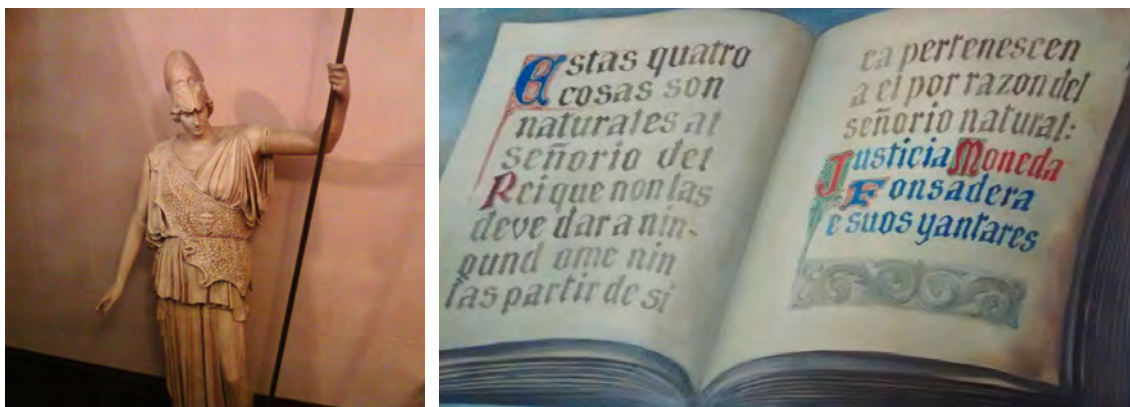 Estas quatro
cosas son
naturales al
señorio del
Rei que non las
deve dar a nin-
gund ome nin
las partir de si
ca pertenescen
a el por razon del
señorio natural:
Justicia Moneda
Fonsadera
e suos yantares